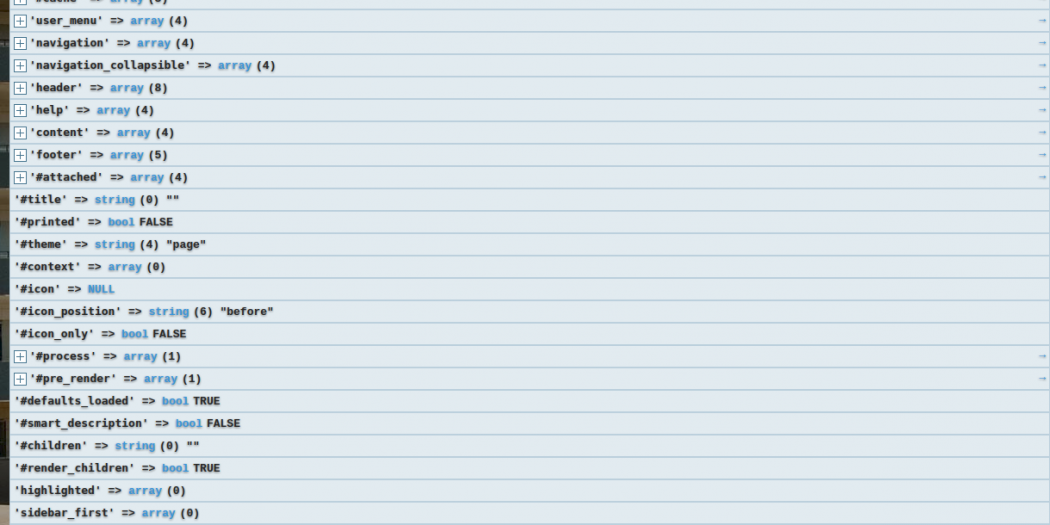 'user_menu' => array (4)
'navigation' => array (4)
'navigation_collapsible' => array (4)
'header' => array (8)
'help' => array (4)
'content' => array (4)
'footer' => array (5)
'#attached' => array (4)
'#title' => string (0) ""
'#printed' => bool FALSE
'#theme' => string (4) "page"
'#context' => array (0)
'#icon' => NULL
'#icon_position' => string (6) "before"
'#icon_only' => bool FALSE
'#process' => array (1)
'#pre_render' => array (1)
'#defaults_loaded' => bool TRUE
'#smart_description' => bool FALSE
'#children' => string (0) ""
'#render_children' => bool TRUE
'highlighted' => array (0)
'sidebar_first' => array (0)